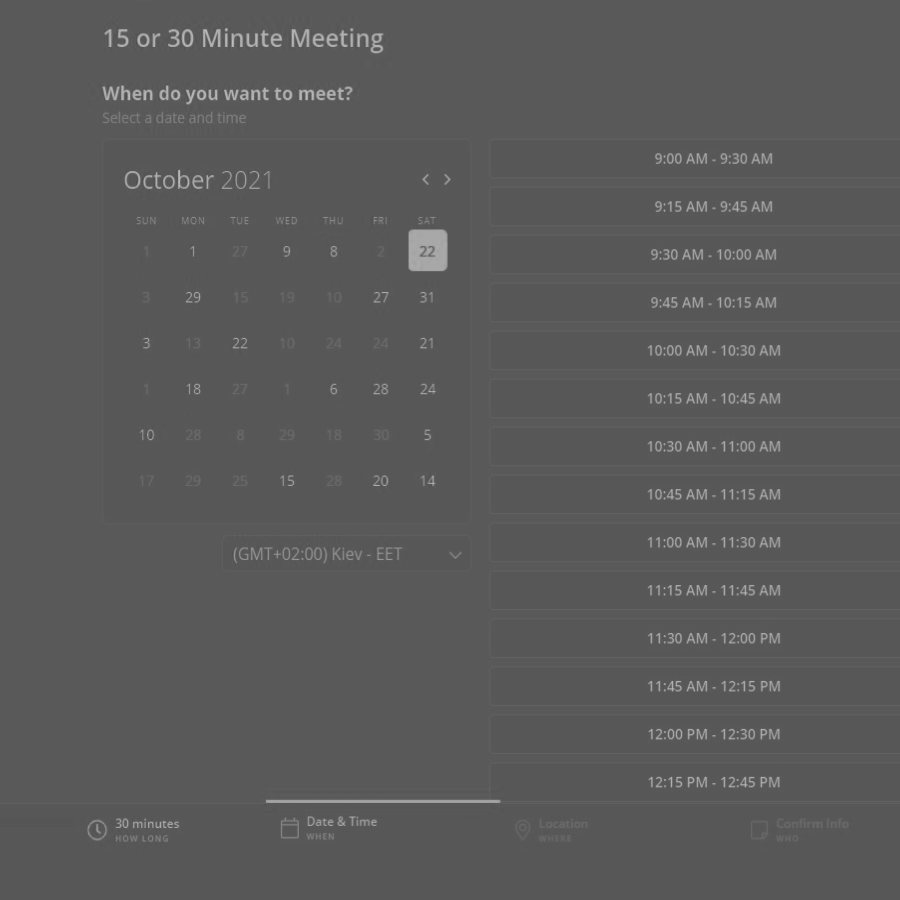 15 or 30 Minute Meeting
When do you want to meet?
Select a date and time
October 2021
SUN MON TUE WED THU FRI SAT
1 1 27 9 8 2 22
3 29 15 19 10 27 31
3 13 22 10 24 24 21
1 18 27 1 6 28 24
10 28 8 29 18 30 5
17 29 25 15 28 20 14
(GMT+02:00) Kiev - EET
9:00 AM - 9:30 AM
9:15 AM - 9:45 AM
9:30 AM - 10:00 AM
9:45 AM - 10:15 AM
10:00 AM - 10:30 AM
10:15 AM - 10:45 AM
10:30 AM - 11:00 AM
10:45 AM - 11:15 AM
11:00 AM - 11:30 AM
11:15 AM - 11:45 AM
11:30 AM - 12:00 PM
11:45 AM - 12:15 PM
12:00 PM - 12:30 PM
12:15 PM - 12:45 PM
30 minutes
HOW LONG
Date & Time
WHEN
Location
WHERE
Confirm Info
WHO